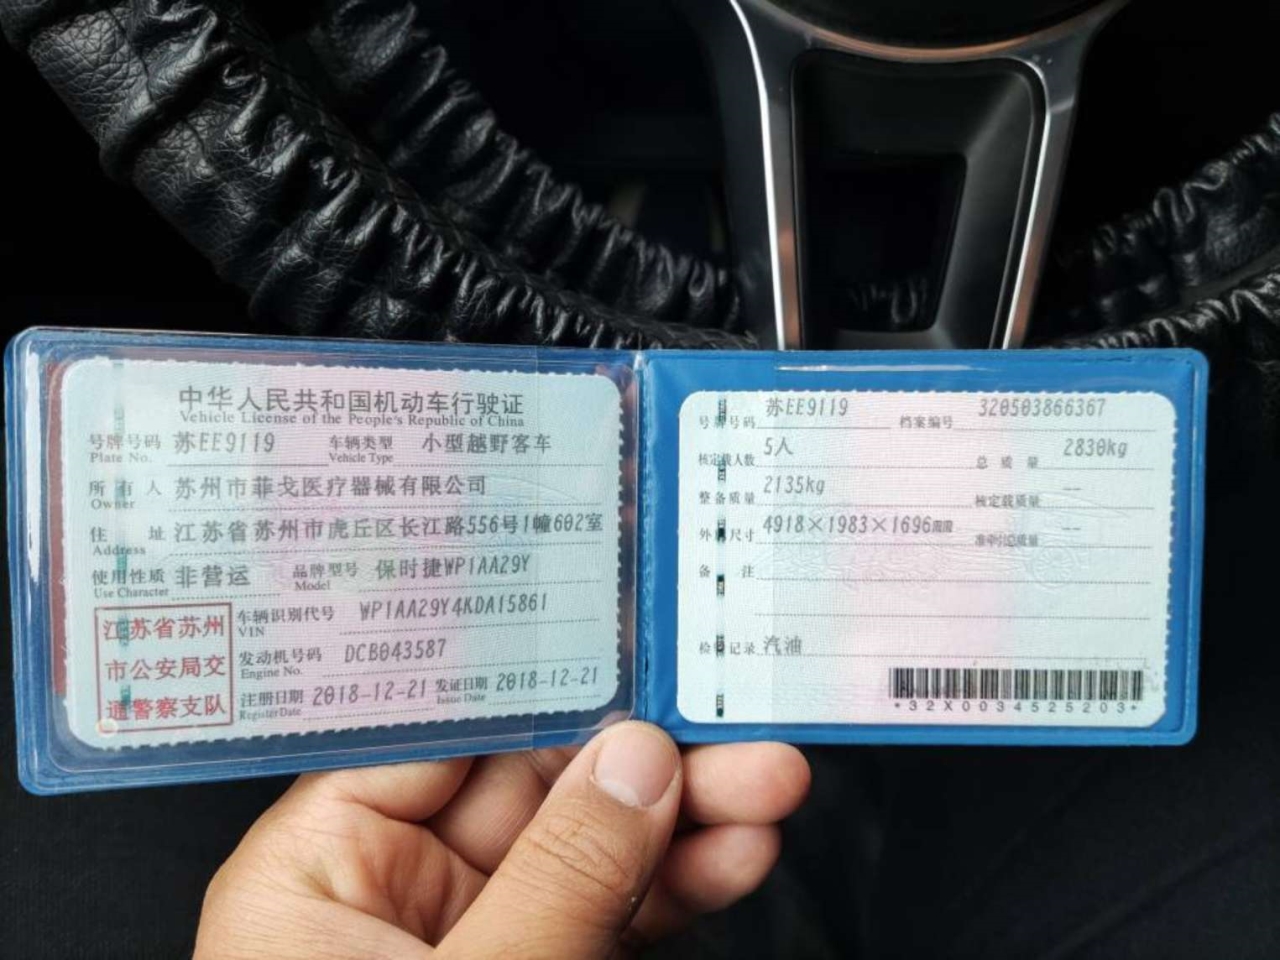 中华人民共和国机动车行驶证
Vehicle License of the People's Republic of China
号牌号码 苏EE9119 车辆类型 小型越野客车
Plate No. Vehicle Type
所有人 苏州市菲戈医疗器械有限公司
Owner
住址 江苏省苏州市虎丘区长江路556号1幢602室
Address
使用性质 非营运 品牌型号 保时捷WP1AA29Y
Use Character Model
江苏省苏州
市公安局交
通警察支队
车辆识别代号 WP1AA29Y4KDA15861
VIN
发动机号码 DCB043587
Engine No.
注册日期 2018-12-21 发证日期 2018-12-21
Register Date Issue Date
号牌号码 苏EE9119 档案编号 320503866367
核定载人数 5人 总质量 2830kg
整备质量 2135kg 核定载质量 --
外廓尺寸 4918×1983×1696mm 准牵引总质量 --
备注
检验记录 汽油
*32X0034525203*